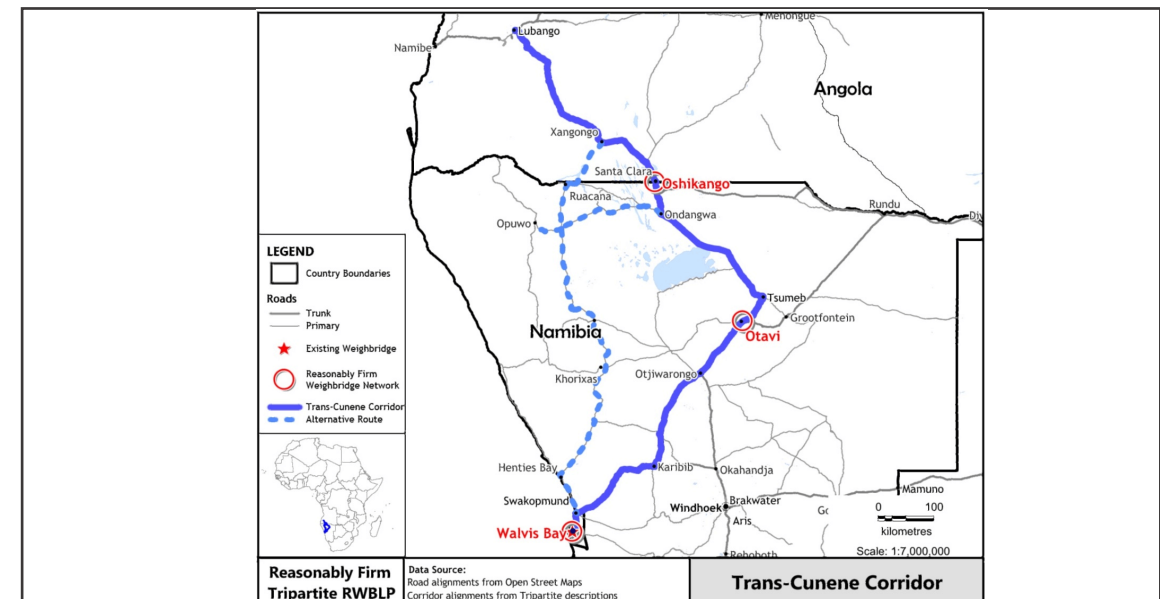 Menongue
Lubango
Namibe
Angola
Xangongo
Santa Clara
Oshikango
Ruacana
Rundu
Opuwo
Ondangwa
LEGEND
Country Boundaries
Roads
Trunk
Primary
Existing Weighbridge
Reasonably Firm
Weighbridge Network
Trans-Cunene Corridor
Alternative Route
Tsumeb
Grootfontein
Namibia
Otavi
Khorixas
Otjiwarongo
Henties Bay
Karibib
Okahandja
Swakopmund
Windhoek
Brakwater
Mamuno
Aris
Walvis Bay
Rehoboth
0 100
kilometres
Scale: 1:7,000,000
Reasonably Firm
Tripartite RWBLP
Data Source:
Road alignments from Open Street Maps
Corridor alignments from Tripartite descriptions
Trans-Cunene Corridor